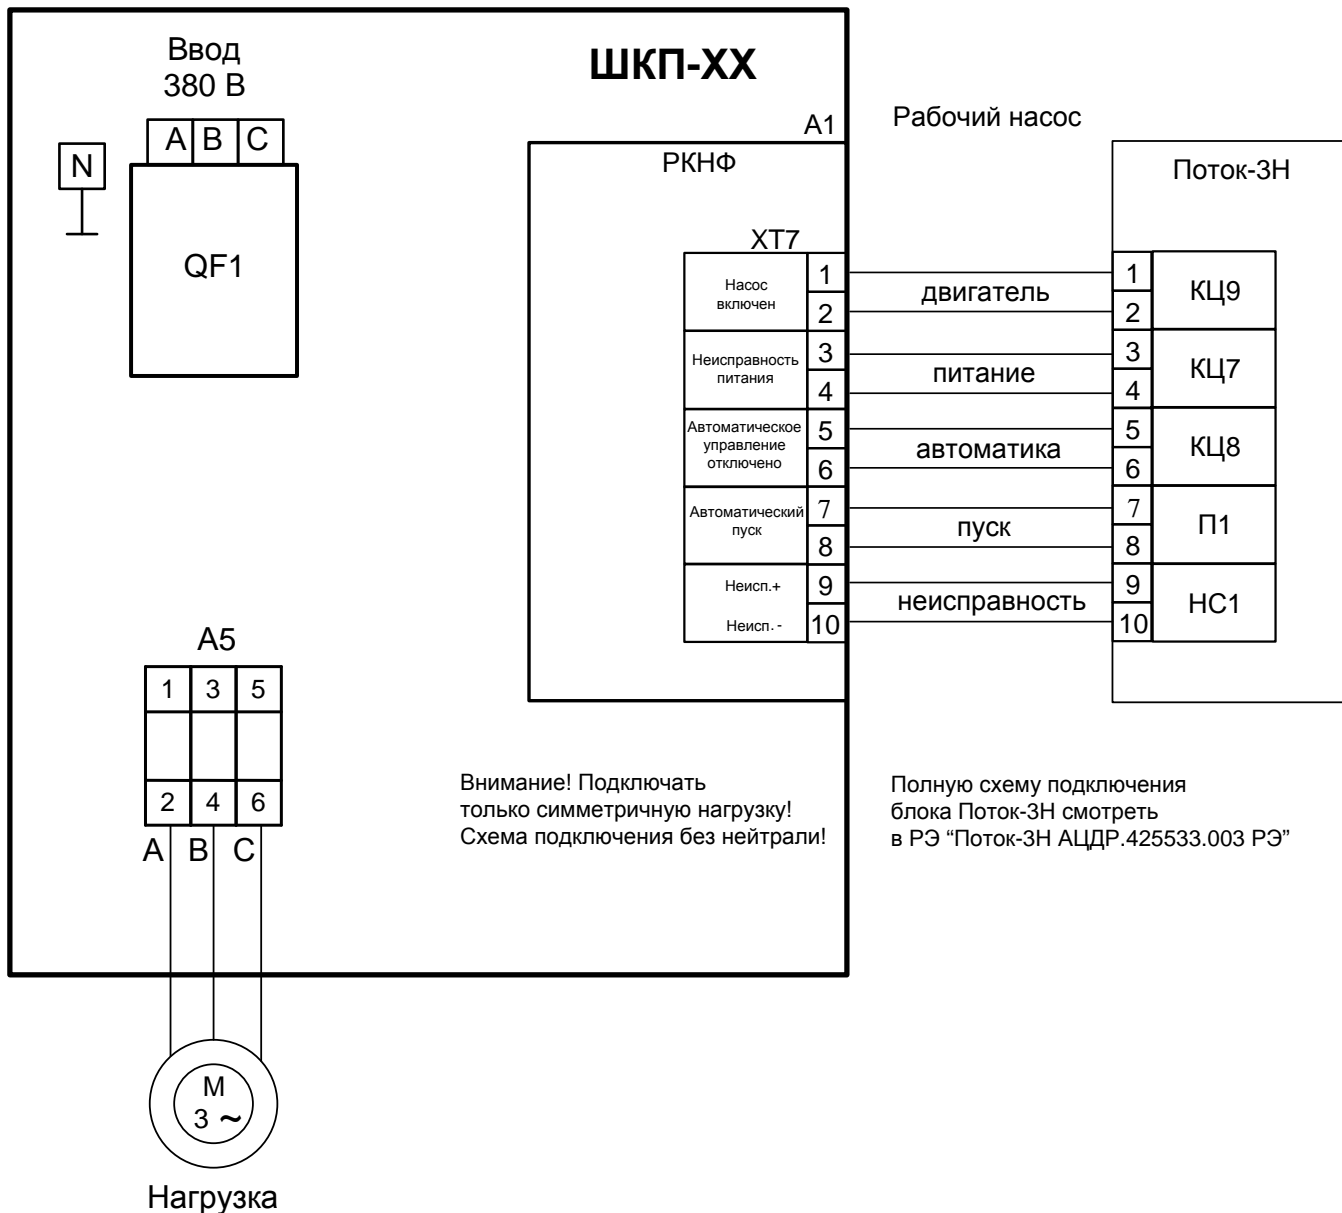 Ввод
380 В
A B C
N
QF1
ШКП-ХХ
A1
РКНФ
XT7
Насос
включен
1
2
Неисправность
питания
3
4
Автоматическое
управление
отключено
5
6
Автоматический
пуск
7
8
Неисп.+
9
Неисп. -
10
Рабочий насос
двигатель
питание
автоматика
пуск
неисправность
Поток-3Н
1
2
КЦ9
3
4
КЦ7
5
6
КЦ8
7
8
П1
9
10
НС1
A5
1 3 5
2 4 6
A B C
M
3 ~
Нагрузка
Внимание! Подключать
только симметричную нагрузку!
Схема подключения без нейтрали!
Полную схему подключения
блока Поток-3Н смотреть
в РЭ “Поток-3Н АЦДР.425533.003 РЭ”